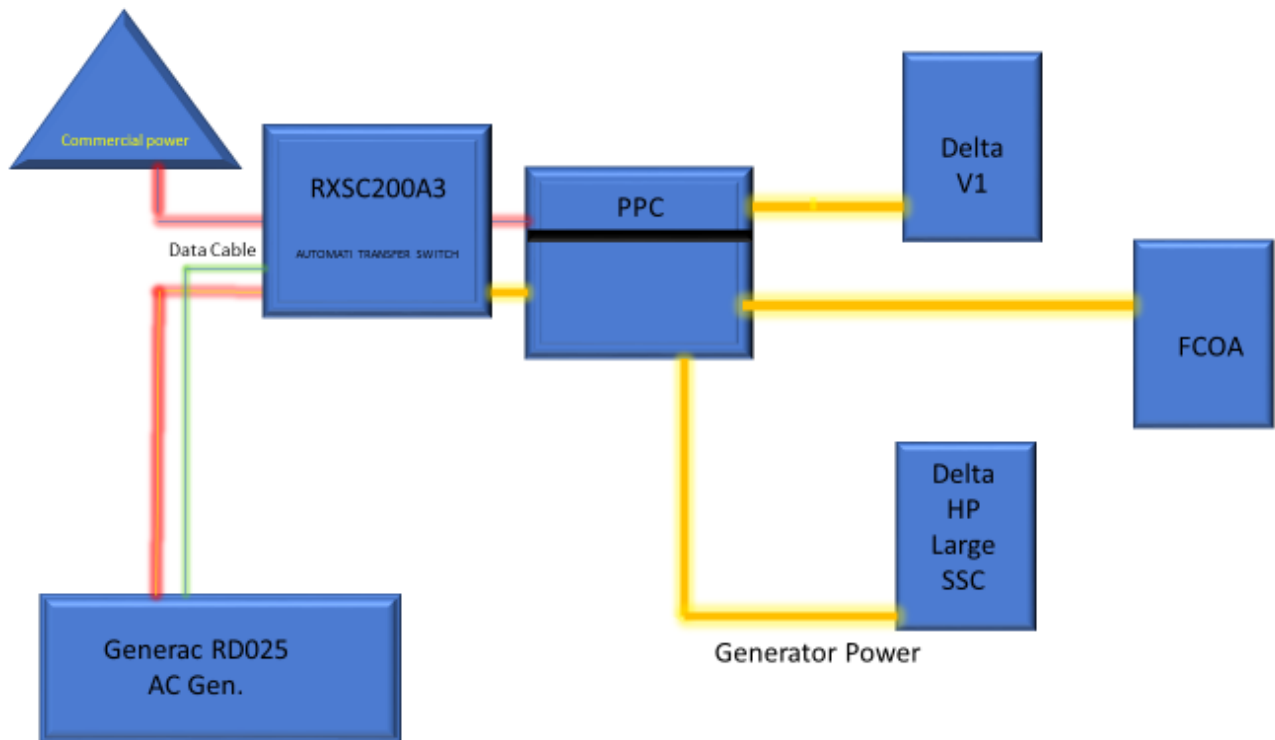 Commercial power
RXSC200A3
AUTOMATI TRANSFER SWITCH
Data Cable
PPC
Delta
V1
FCOA
Delta
HP
Large
SSC
Generator Power
Generac RD025
AC Gen.